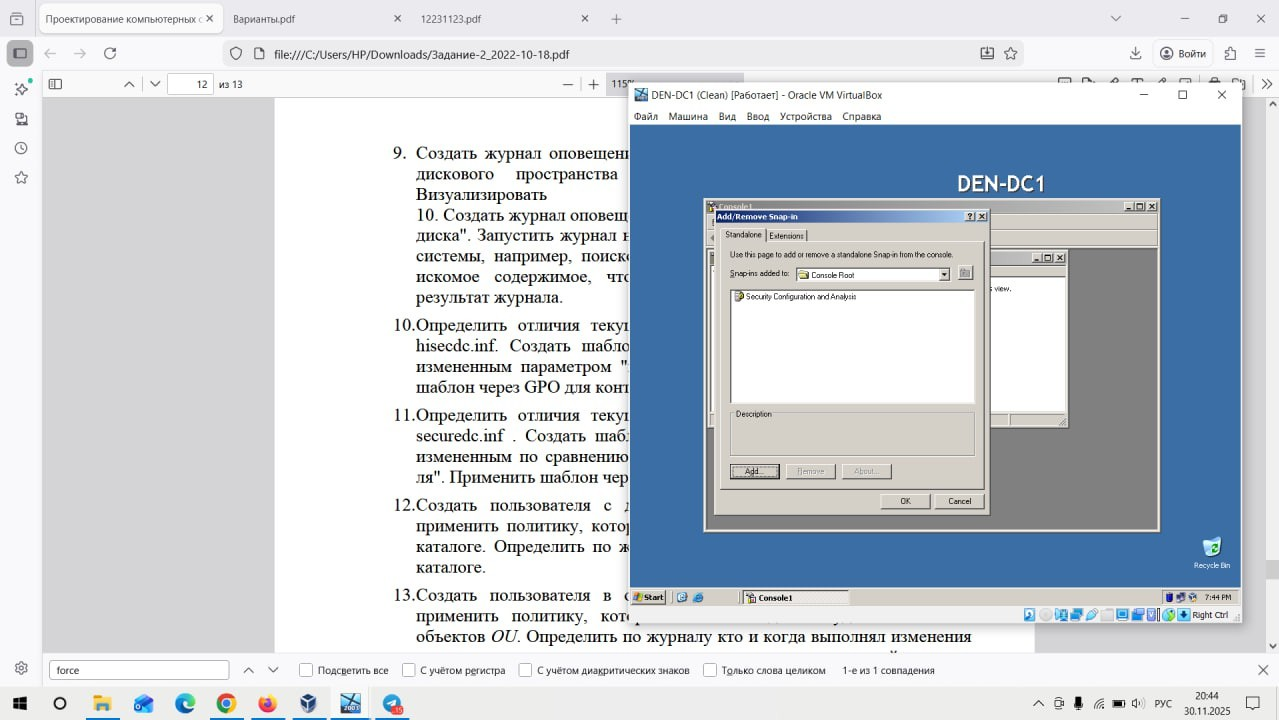 Проектирование компьютерных с
Варианты.pdf
12231123.pdf
file:///C:/Users/HP/Downloads/Задание-2_2022-10-18.pdf
Войти
12 из 13
115%
9. Создать журнал оповещени
дискового пространства
Визуализировать
10. Создать журнал оповещ
диска". Запустить журнал н
системы, например, поиско
искомое содержимое, что
результат журнала.
10.Определить отличия текущ
hisecdc.inf. Создать шабло
измененным параметром "
шаблон через GPO для конт
11.Определить отличия текущ
securedc.inf . Создать шабл
измененным по сравнению
ля". Применить шаблон чер
12.Создать пользователя с д
применить политику, котор
каталоге. Определить по ж
каталоге.
13.Создать пользователя в с
применить политику, кот
объектов OU. Определить по журналу кто и когда выполнял изменения
DEN-DC1 (Clean) [Работает] - Oracle VM VirtualBox
Файл Машина Вид Ввод Устройства Справка
DEN-DC1
Console1
Add/Remove Snap-in
Standalone Extensions
Use this page to add or remove a standalone Snap-in from the console.
Snap-ins added to: Console Root
Security Configuration and Analysis
s view.
Description
Add... Remove About...
OK Cancel
Recycle Bin
Start Console1 7:44 PM
Right Ctrl
force Подсветить все С учётом регистра С учётом диакритических знаков Только слова целиком 1-е из 1 совпадения
РУС
20:44
30.11.2025